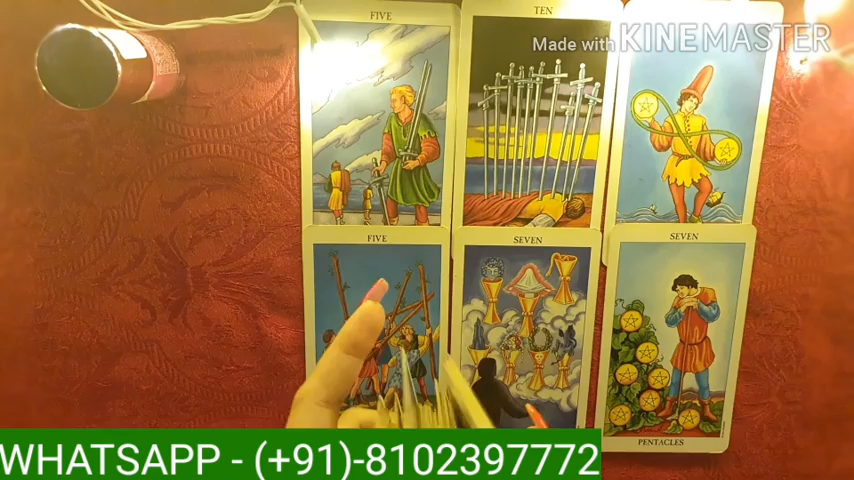 FIVE
TEN
Made with KINEMASTER
FIVE
SEVEN
SEVEN
PENTACLES
WHATSAPP - (+91)-8102397772